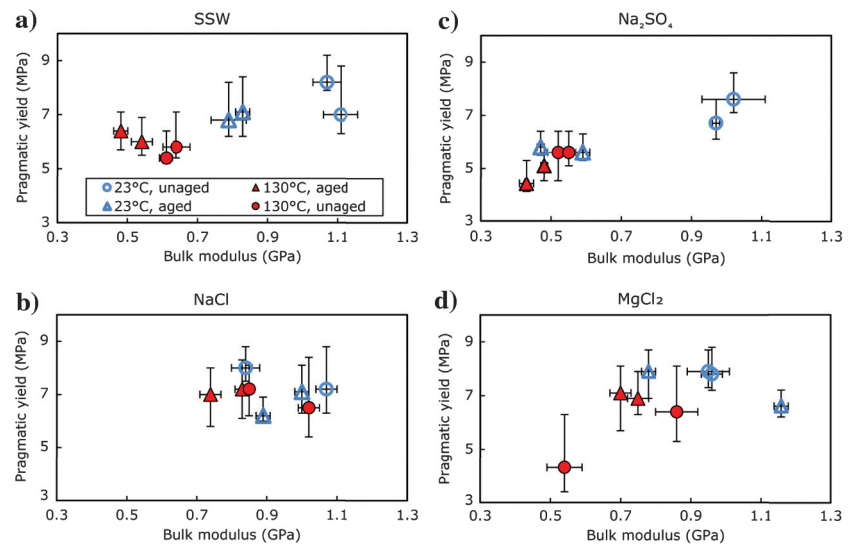 a)
SSW
Pragmatic yield (MPa)
9
7
5
3
23°C, unaged
130°C, aged
23°C, aged
130°C, unaged
0.3 0.5 0.7 0.9 1.1 1.3
Bulk modulus (GPa)
c)
Na₂SO₄
Pragmatic yield (MPa)
9
7
5
3
0.3 0.5 0.7 0.9 1.1 1.3
Bulk modulus (GPa)
b)
NaCl
Pragmatic yield (MPa)
9
7
5
3
0.3 0.5 0.7 0.9 1.1 1.3
Bulk modulus (GPa)
d)
MgCl₂
Pragmatic yield (MPa)
9
7
5
3
0.3 0.5 0.7 0.9 1.1 1.3
Bulk modulus (GPa)